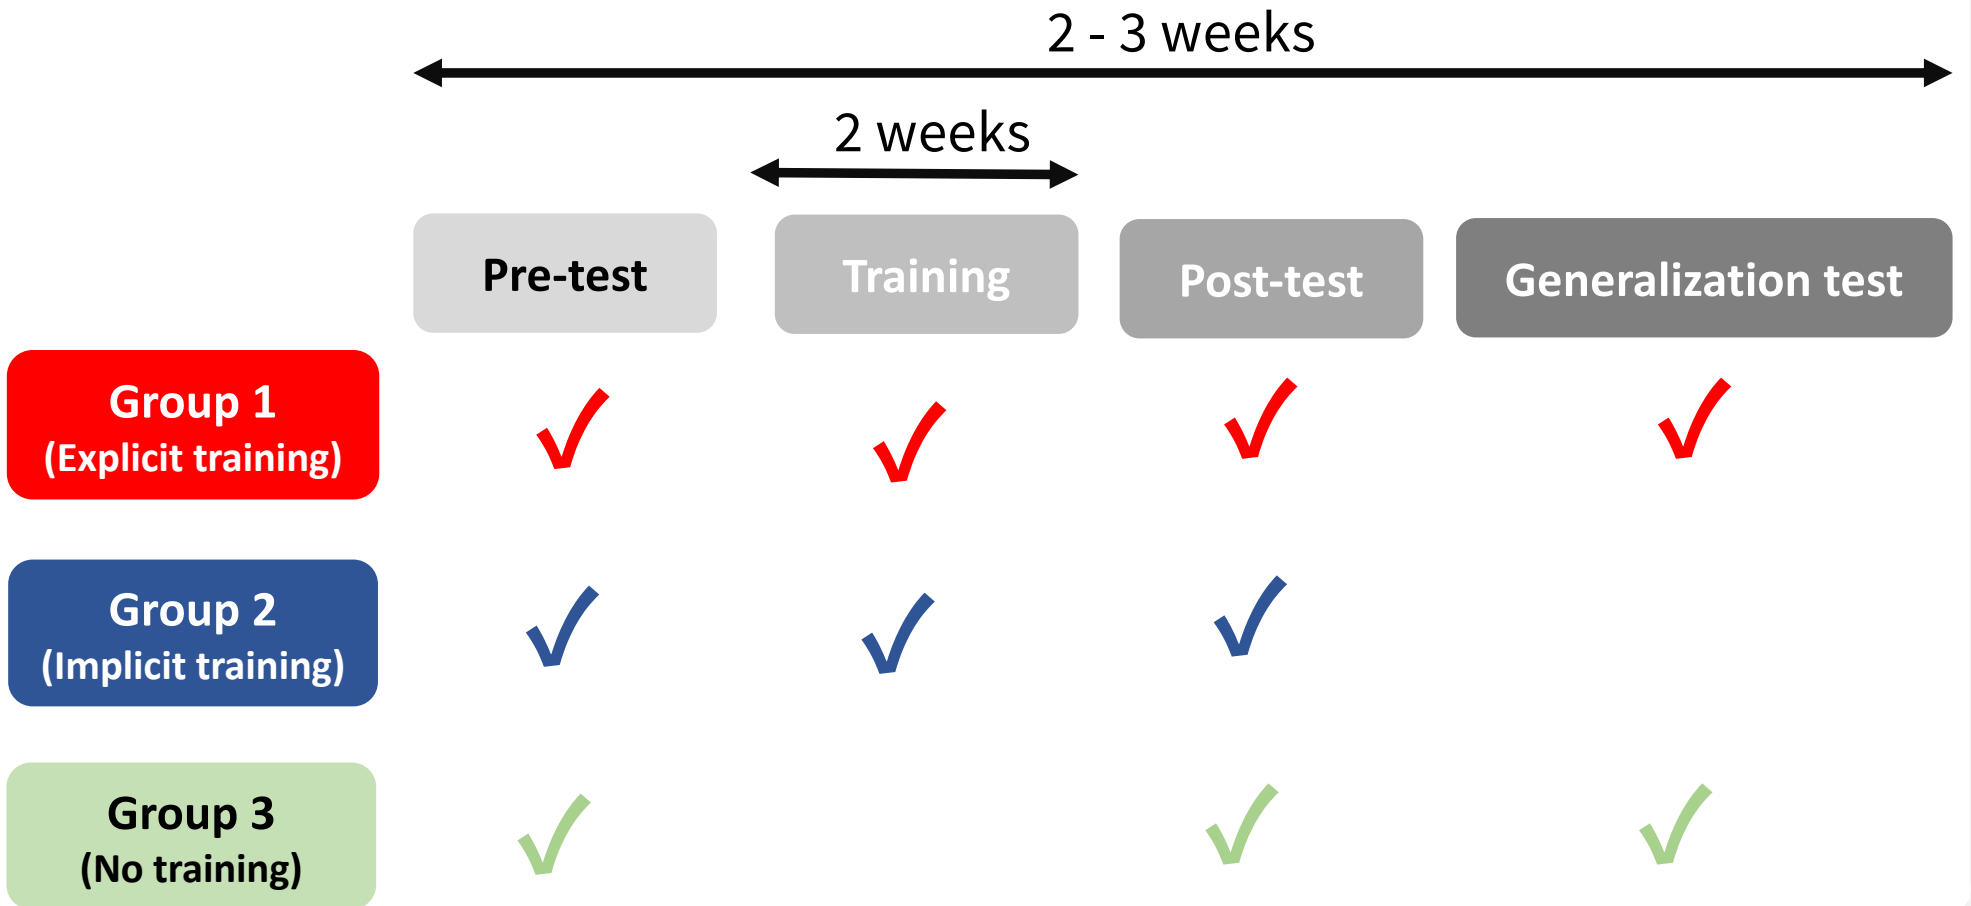 2 - 3 weeks
2 weeks
Pre-test
Training
Post-test
Generalization test
Group 1
(Explicit training)
Group 2
(Implicit training)
Group 3
(No training)